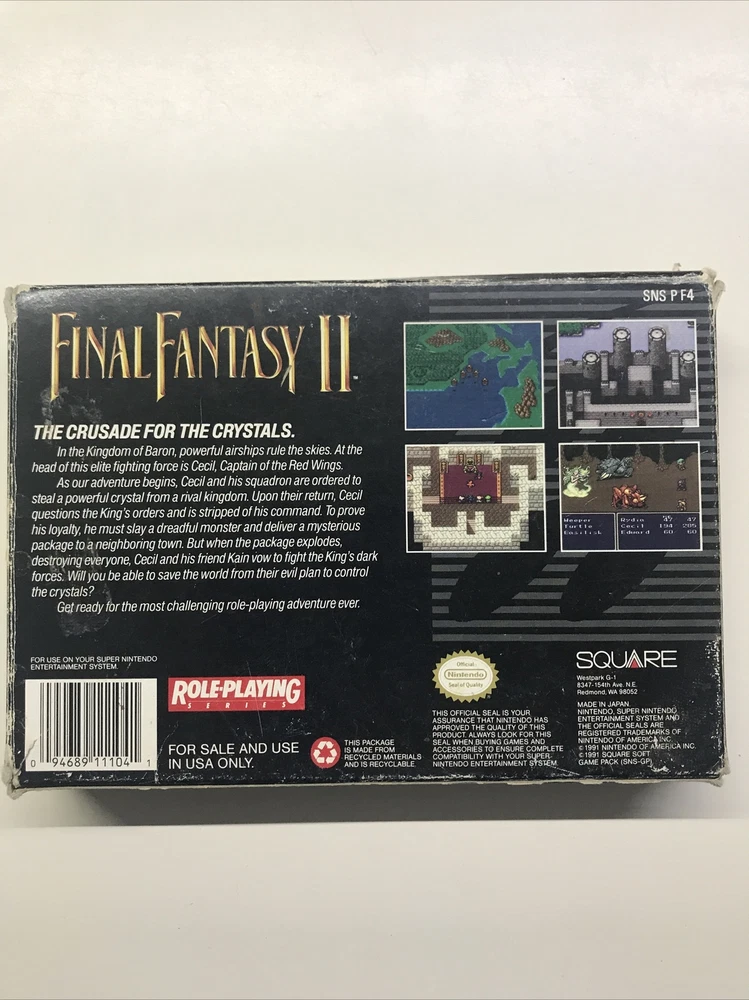 SNS P F4
FINAL FANTASY II
THE CRUSADE FOR THE CRYSTALS.
In the Kingdom of Baron, powerful airships rule the skies. At the
head of this elite fighting force is Cecil, Captain of the Red Wings.
As our adventure begins, Cecil and his squadron are ordered to
steal a powerful crystal from a rival kingdom. Upon their return, Cecil
questions the King's orders and is stripped of his command. To prove
his loyalty, he must slay a dreadful monster and deliver a mysterious
package to a neighboring town. But when the package explodes,
destroying everyone, Cecil and his friend Kain vow to fight the King's dark
forces. Will you be able to save the world from their evil plan to control
the crystals?
Get ready for the most challenging role-playing adventure ever.
Weeper Rydia 47
Turtle Cecil 194 285
Basilisk Edward 60 60
FOR USE ON YOUR SUPER NINTENDO
ENTERTAINMENT SYSTEM.
0 94689 11104 1
ROLE-PLAYING
SERIES
FOR SALE AND USE
IN USA ONLY.
THIS PACKAGE
IS MADE FROM
RECYCLED MATERIALS
AND IS RECYCLABLE.
Official
Nintendo
Seal of Quality
THIS OFFICIAL SEAL IS YOUR
ASSURANCE THAT NINTENDO HAS
APPROVED THE QUALITY OF THIS
PRODUCT. ALWAYS LOOK FOR THIS
SEAL WHEN BUYING GAMES AND
ACCESSORIES TO ENSURE COMPLETE
COMPATIBILITY WITH YOUR SUPER
NINTENDO ENTERTAINMENT SYSTEM
SQUARE
Westpark G-1
8347-154th Ave. N.E.
Redmond, WA 98052
MADE IN JAPAN
NINTENDO, SUPER NINTENDO
ENTERTAINMENT SYSTEM AND
THE OFFICIAL SEALS ARE
REGISTERED TRADEMARKS OF
NINTENDO OF AMERICA INC.
©1991 NINTENDO OF AMERICA INC.
©1991 SQUARE SOFT
GAME PACK (SNS-GP)